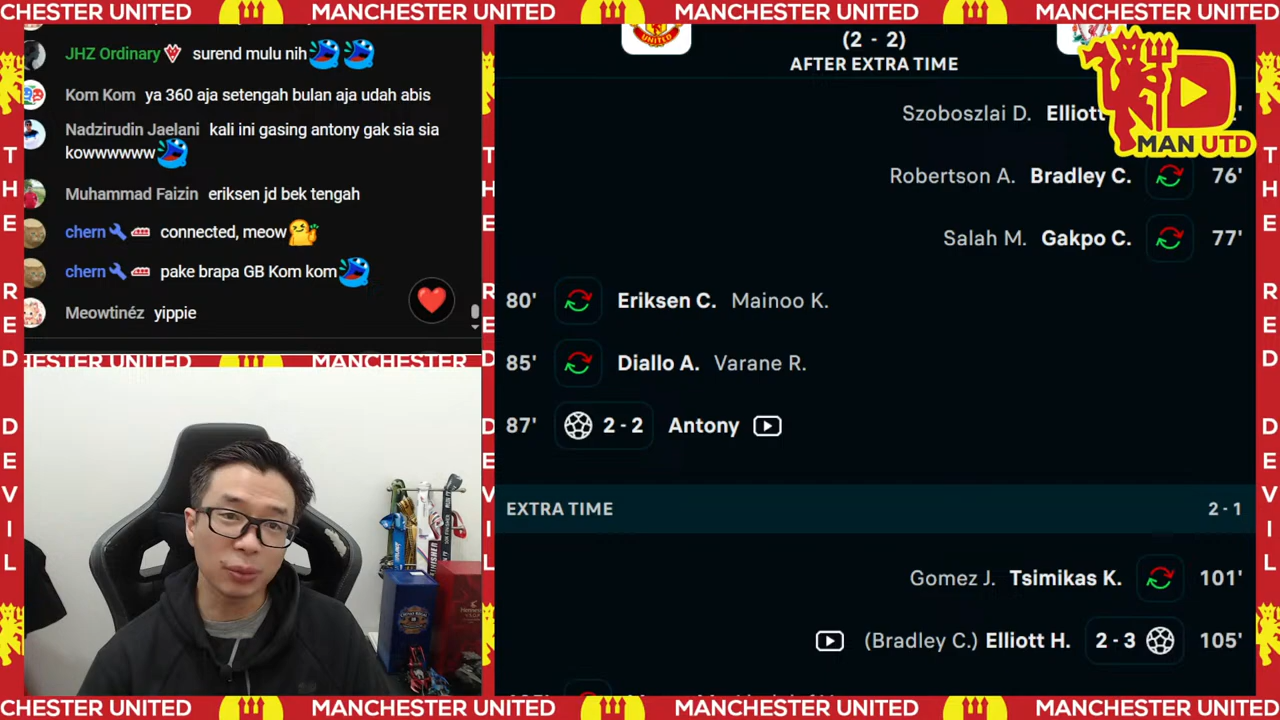 CHESTER UNITED MANCHESTER UNITED MANCHESTER UNITED MANCHESTER UNITED
JHZ Ordinary surend mulu nih
Kom Kom ya 360 aja setengah bulan aja udah abis
Nadzirudin Jaelani kali ini gasing antony gak sia sia
kowwwwww
Muhammad Faizin eriksen jd bek tengah
chern connected, meow
chern pake brapa GB Kom kom
Meowtinéz yippie
CHESTER UNITED MANCHESTER
THE RED DEVIL
UNITED
(2 - 2)
AFTER EXTRA TIME
MAN UTD
Szoboszlai D. Elliott
Robertson A. Bradley C. 76'
Salah M. Gakpo C. 77'
80' Eriksen C. Mainoo K.
85' Diallo A. Varane R.
87' 2 - 2 Antony
EXTRA TIME 2 - 1
Gomez J. Tsimikas K. 101'
(Bradley C.) Elliott H. 2 - 3 105'
THE RED DEVIL
THE RED DEVIL
CHESTER UNITED MANCHESTER UNITED MANCHESTER UNITED MANCHESTER UNITED